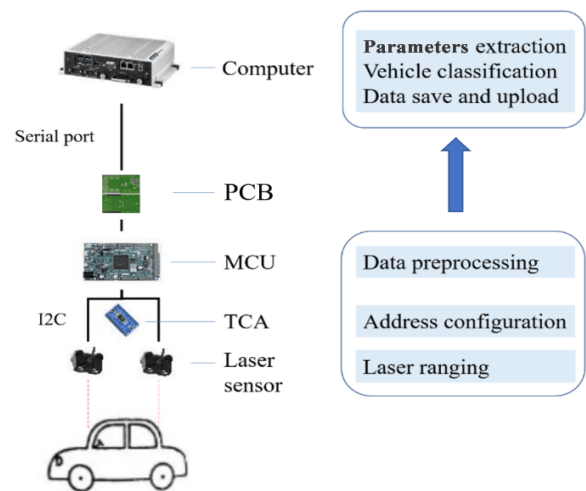 Computer
Serial port
PCB
MCU
I2C
TCA
Laser
sensor
Parameters extraction
Vehicle classification
Data save and upload
Data preprocessing
Address configuration
Laser ranging